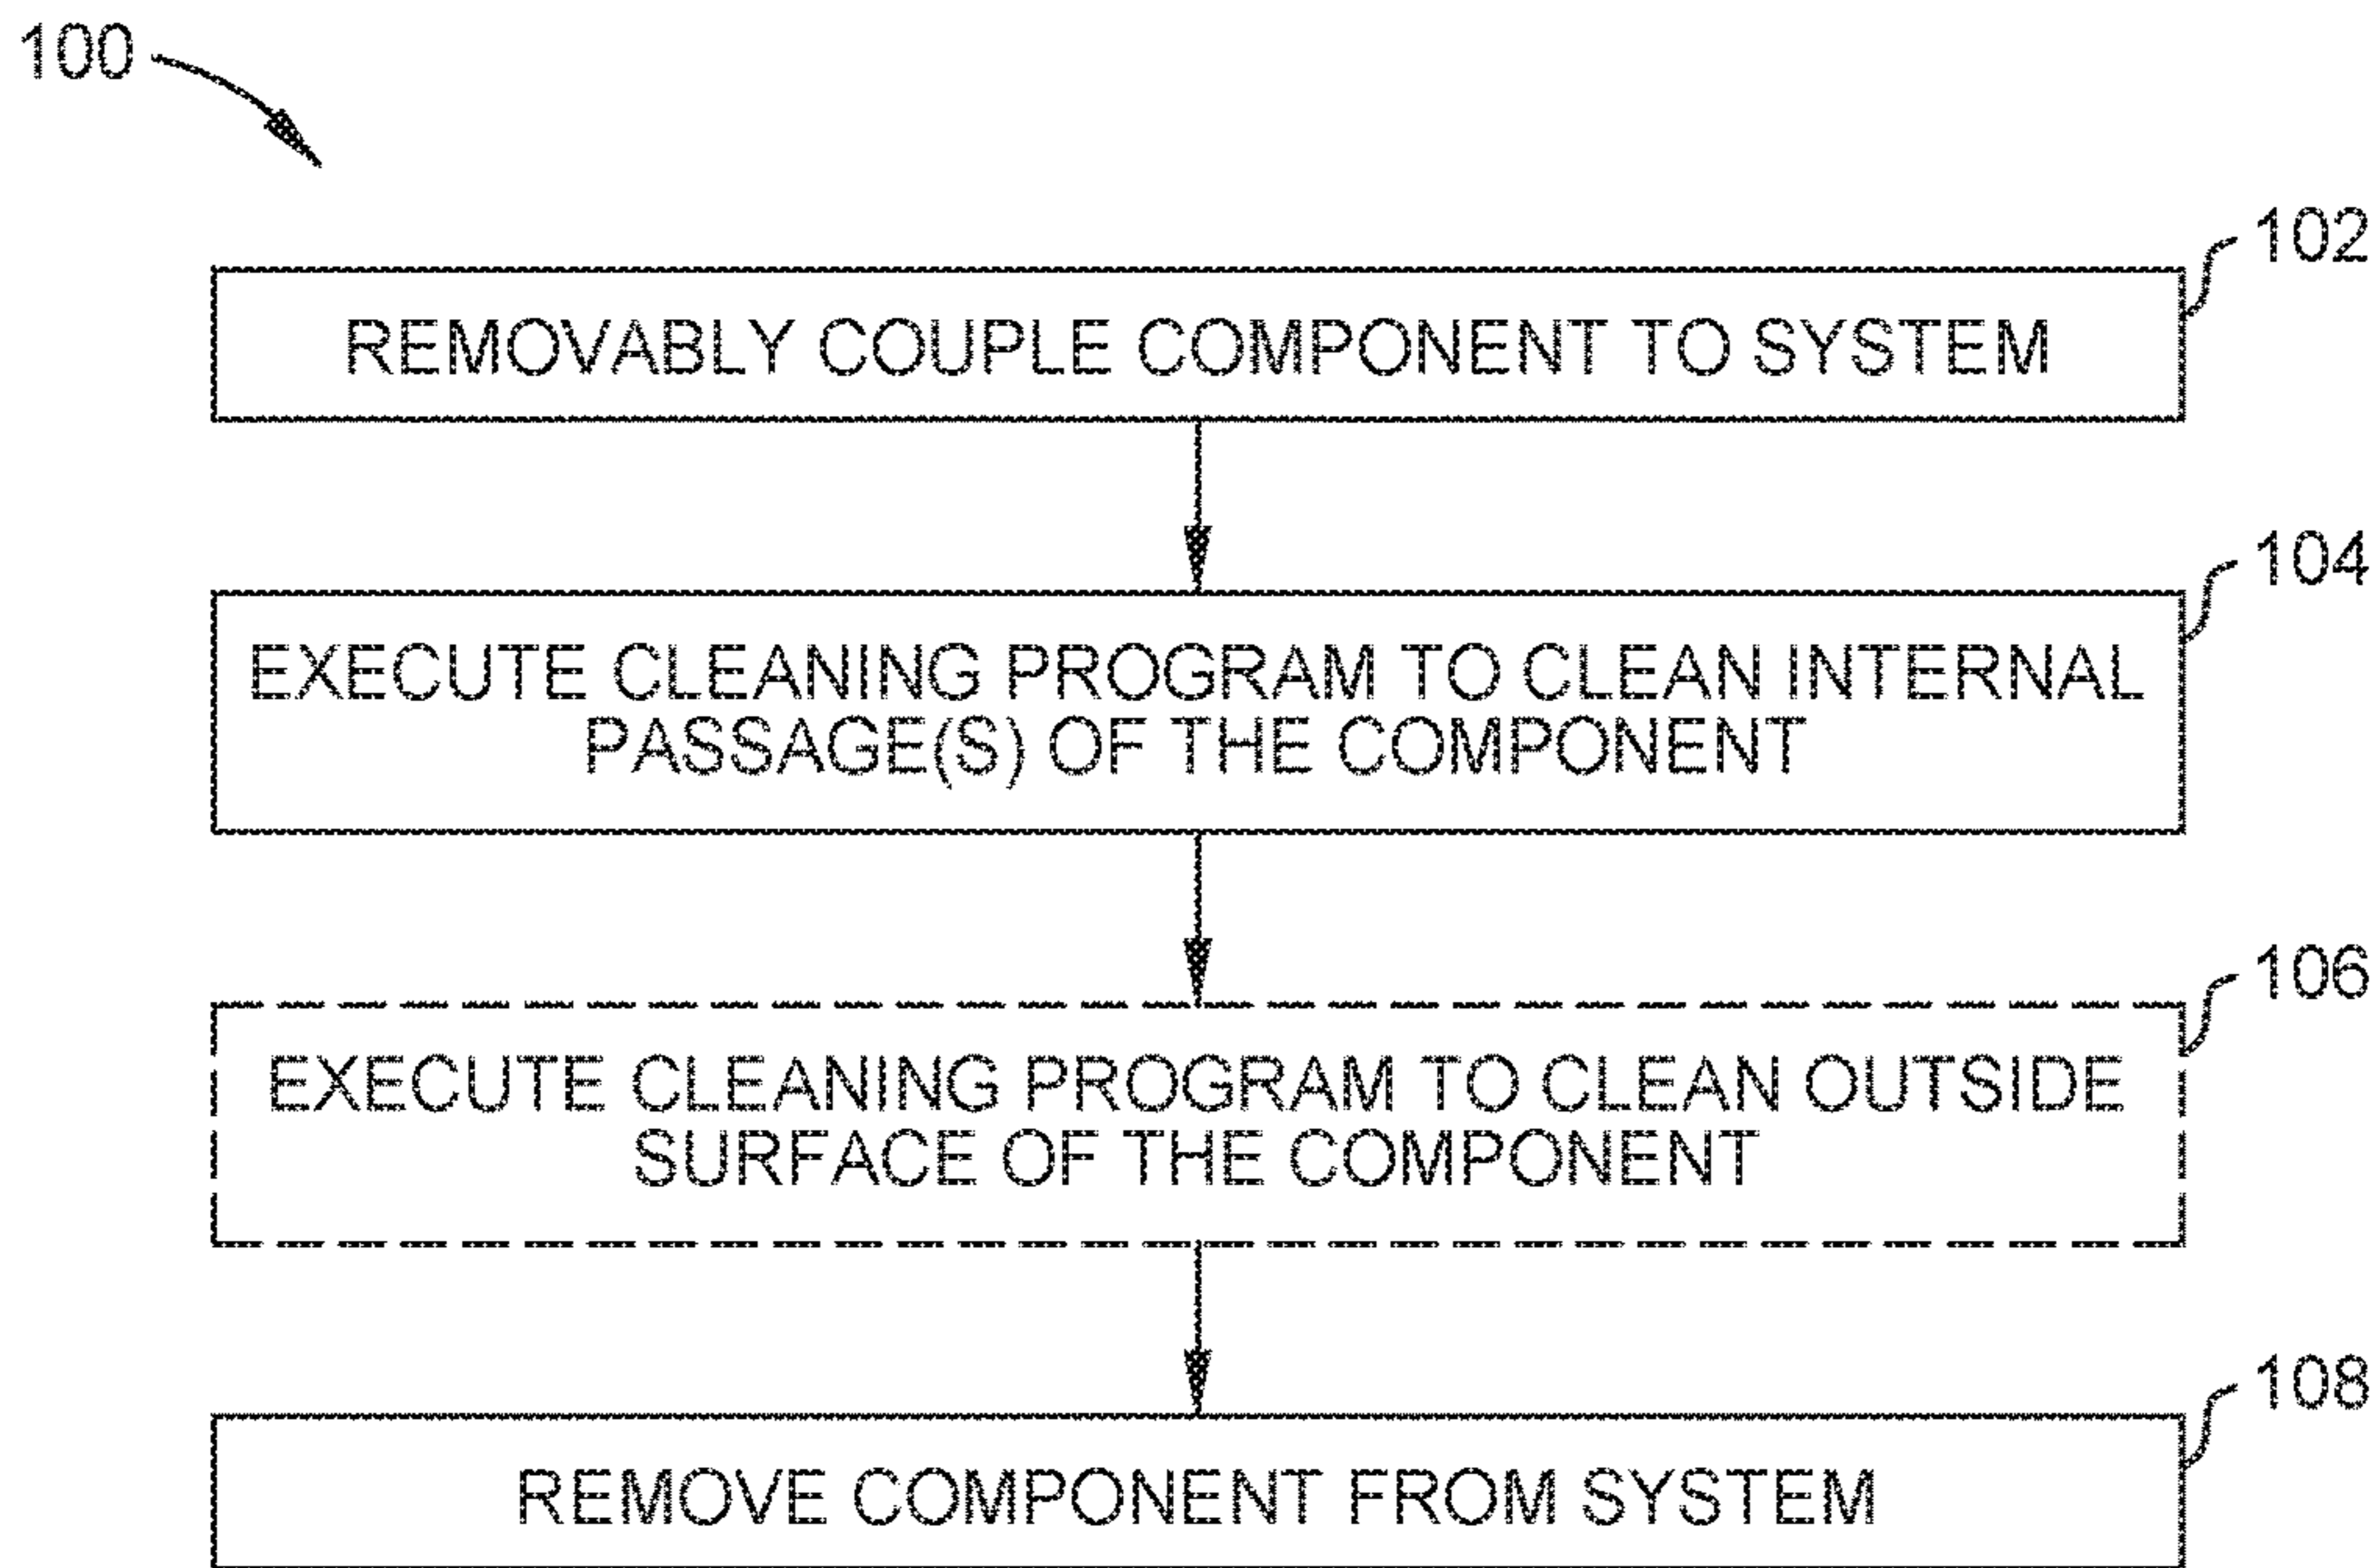 100
102
REMOVABLY COUPLE COMPONENT TO SYSTEM
104
EXECUTE CLEANING PROGRAM TO CLEAN INTERNAL
PASSAGE(S) OF THE COMPONENT
106
EXECUTE CLEANING PROGRAM TO CLEAN OUTSIDE
SURFACE OF THE COMPONENT
108
REMOVE COMPONENT FROM SYSTEM